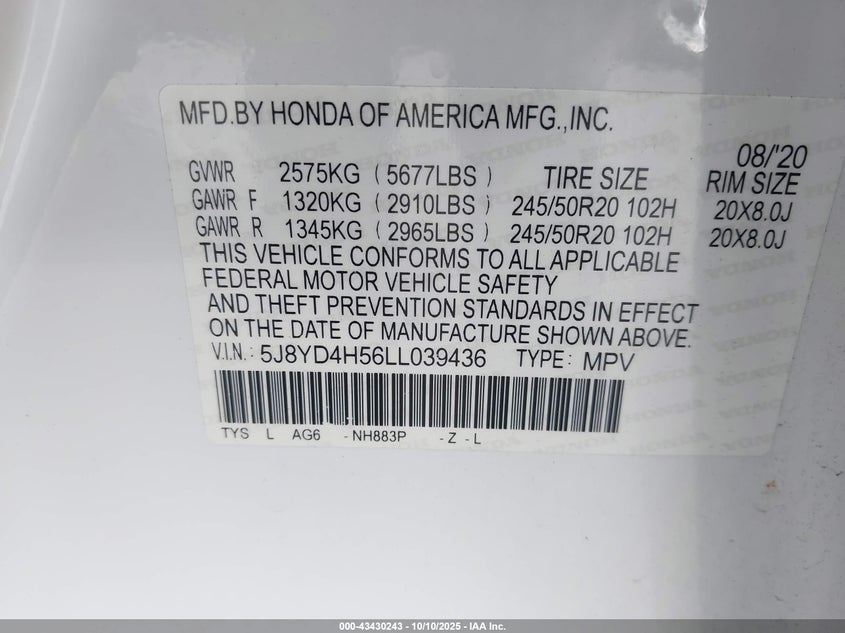 MFD.BY HONDA OF AMERICA MFG.,INC.
08/'20
GVWR 2575KG ( 5677LBS ) TIRE SIZE RIM SIZE
GAWR F 1320KG ( 2910LBS ) 245/50R20 102H 20X8.0J
GAWR R 1345KG ( 2965LBS ) 245/50R20 102H 20X8.0J
THIS VEHICLE CONFORMS TO ALL APPLICABLE
FEDERAL MOTOR VEHICLE SAFETY
AND THEFT PREVENTION STANDARDS IN EFFECT
ON THE DATE OF MANUFACTURE SHOWN ABOVE.
V.I.N.: 5J8YD4H56LL039436 TYPE: MPV
TYS L AG6 -NH883P -Z -L
000-43430243 - 10/10/2025 - IAA Inc.